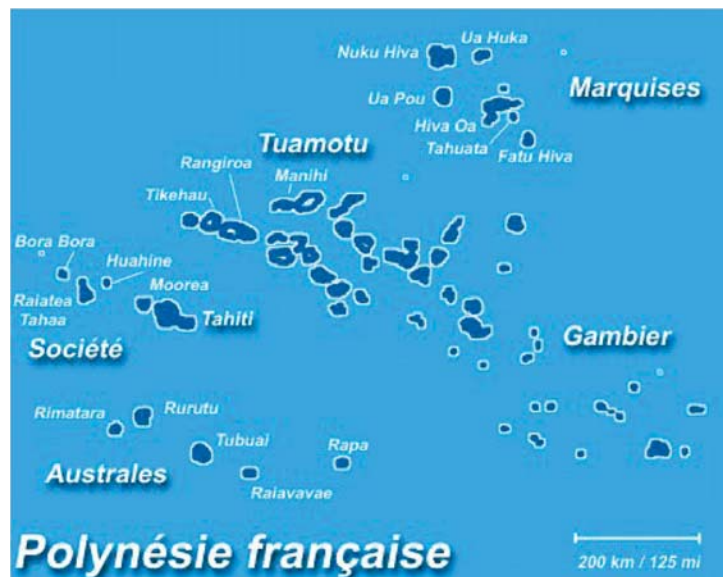 Nuku Hiva
Ua Huka
Marquises
Ua Pou
Hiva Oa
Tahuata
Fatu Hiva
Tuamotu
Rangiroa
Manihi
Tikehau
Bora Bora
Huahine
Moorea
Raiatea
Tahaa
Tahiti
Société
Gambier
Rimatara
Rurutu
Tubuai
Rapa
Australes
Raiavavae
Polynésie française
200 km / 125 mi